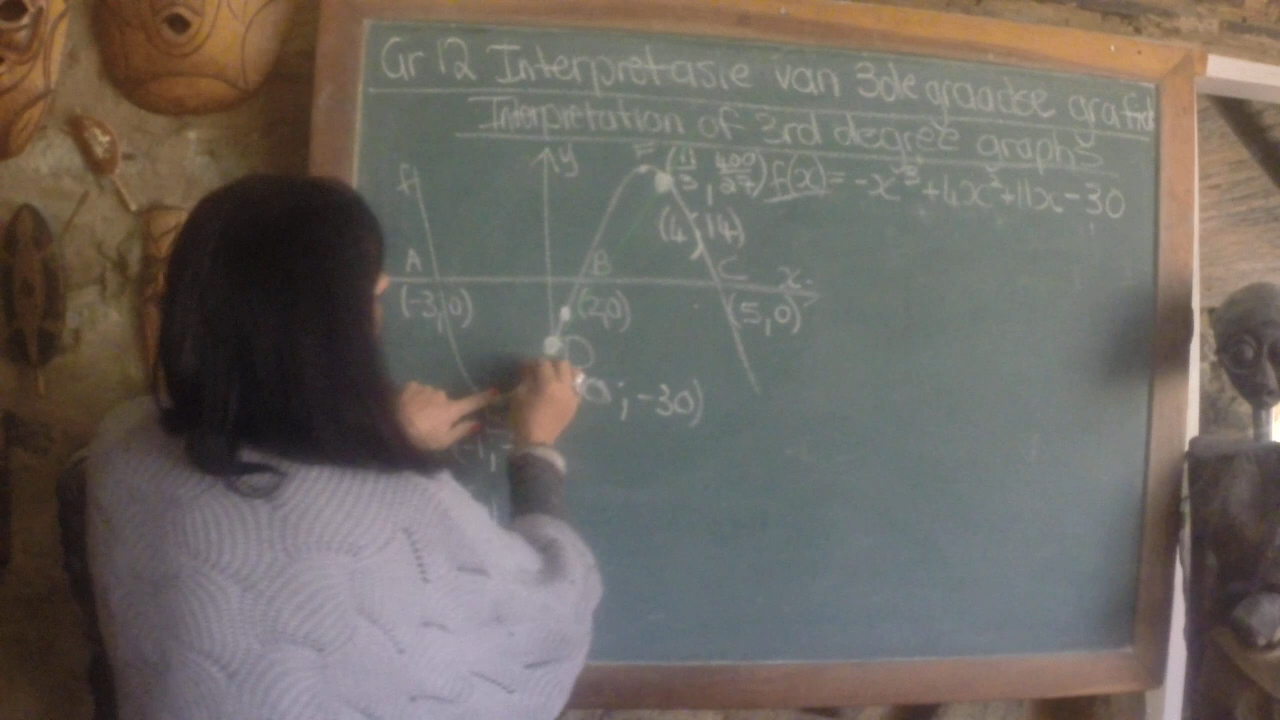 Gr 12 Interpretasie van 3de graadse grafiek
Interpretation of 3rd degree graphs
f
y
= (11/3, 400/27) f(x) = -x³ + 4x² + 11x - 30
(4, 14)
A
B
C
x
(-3, 0)
(2,0)
(5, 0)
D
(0 ; -30)